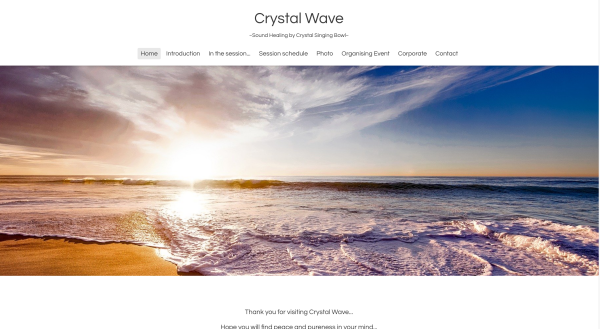 Crystal Wave
~Sound Healing by Crystal Singing Bowl~
Home Introduction In the session... Session schedule Photo Organising Event Corporate Contact
Thank you for visiting Crystal Wave...
Hope you will find peace and pureness in your mind...